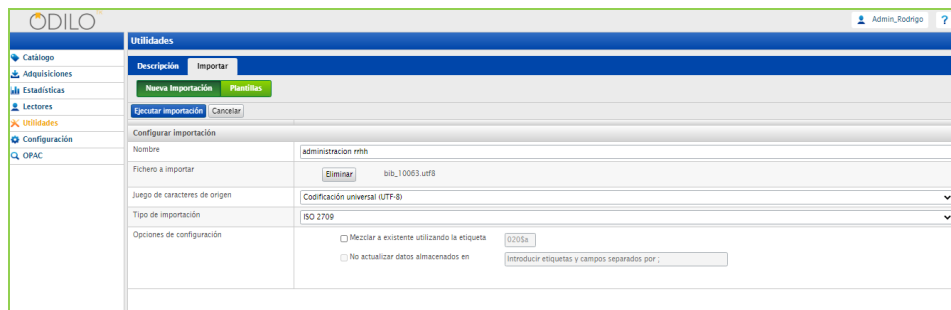 ODILO
Admin_Rodrigo ?
Utilidades
Catálogo
Adquisiciones
Estadísticas
Lectores
Utilidades
Configuración
OPAC
Descripción Importar
Nueva Importación Plantillas
Ejecutar importación Cancelar
Configurar importación
Nombre administracion rrhh
Fichero a importar Eliminar bib_10063.utf8
Juego de caracteres de origen Codificación universal (UTF-8)
Tipo de importación ISO 2709
Opciones de configuración Mezclar a existente utilizando la etiqueta 020$a
No actualizar datos almacenados en Introducir etiquetas y campos separados por ;